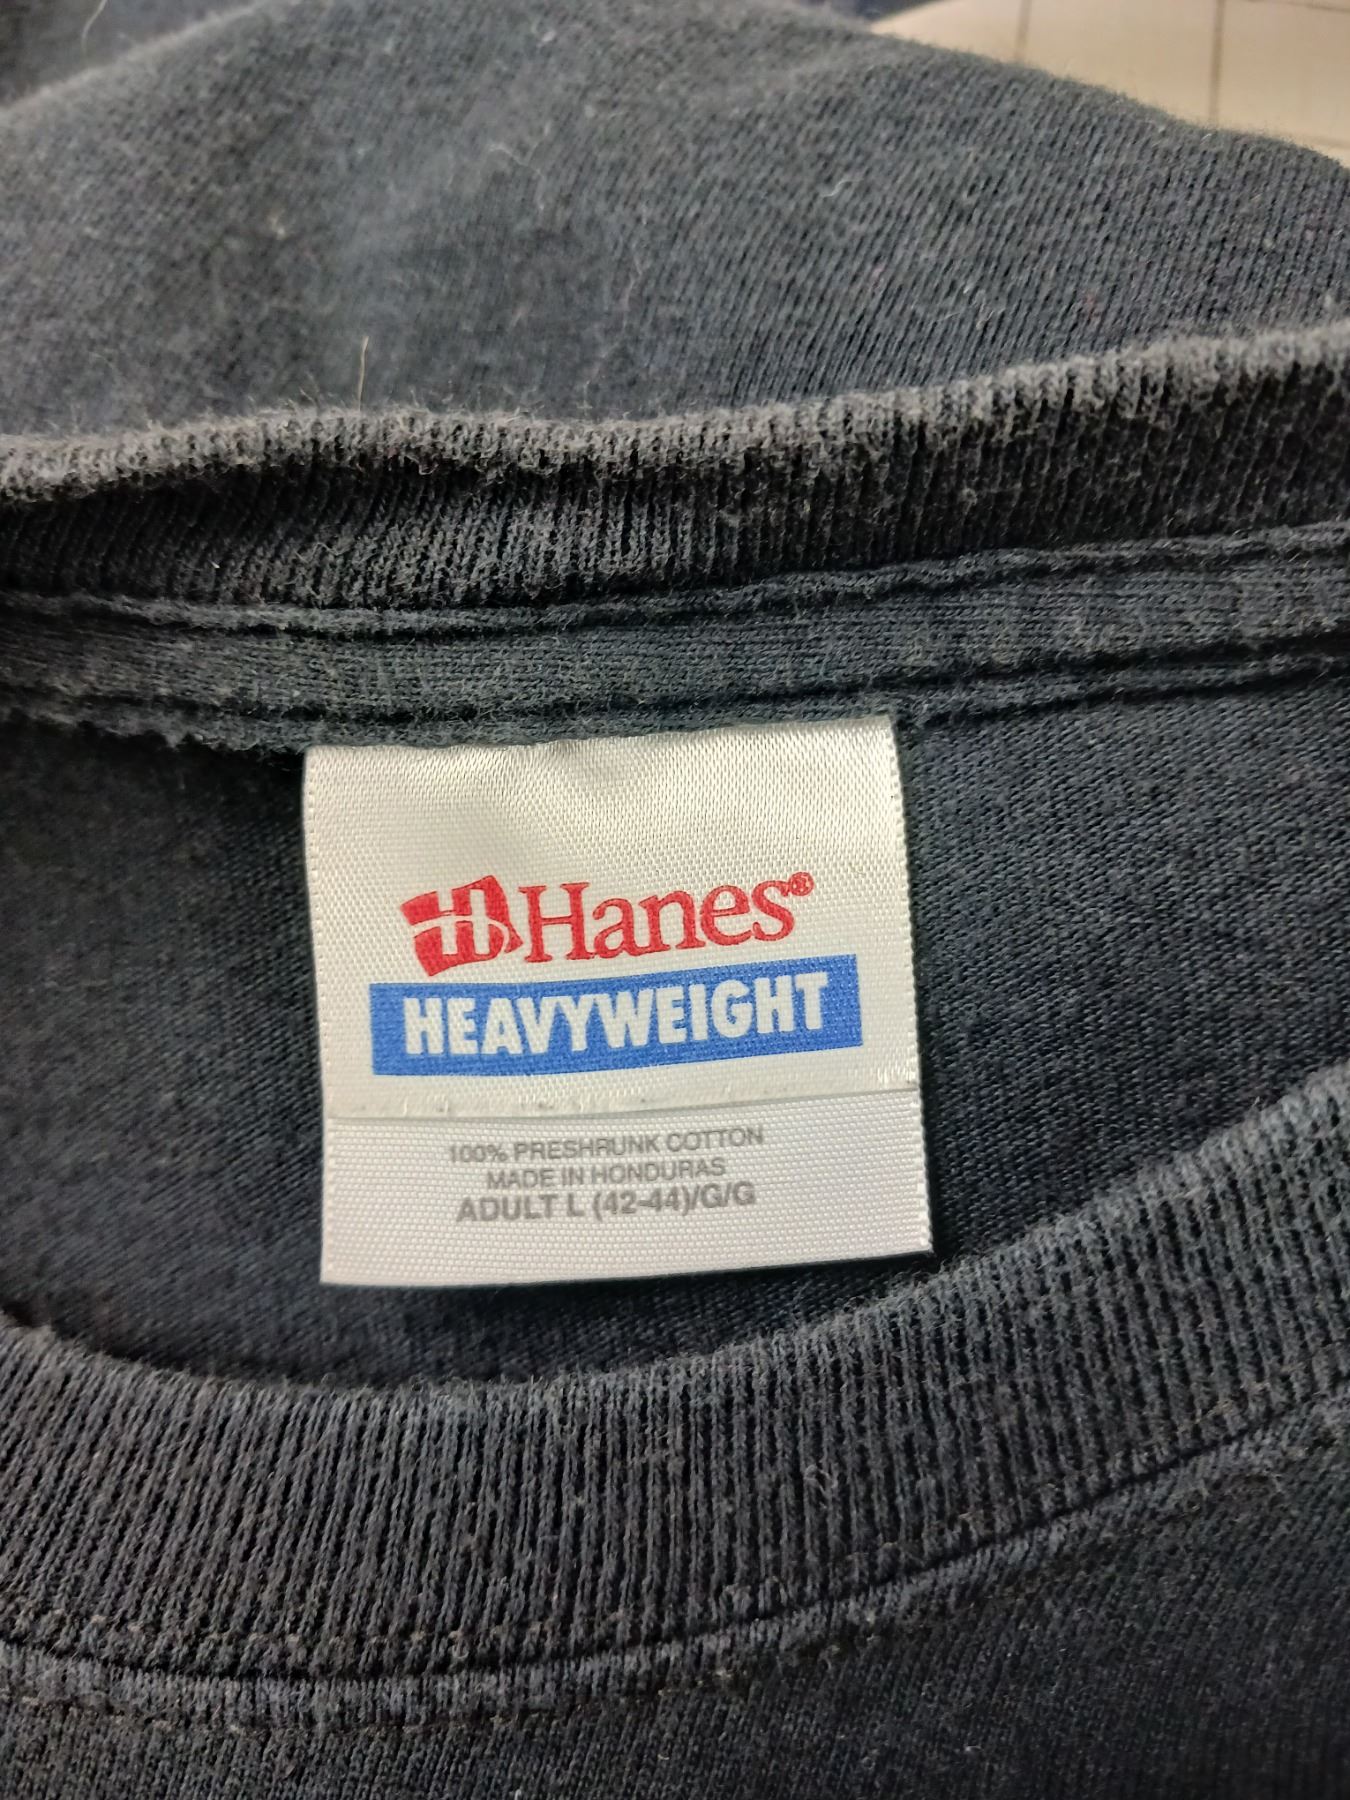 Hanes®
HEAVYWEIGHT
100% PRESHRUNK COTTON
MADE IN HONDURAS
ADULT L (42-44)/G/G